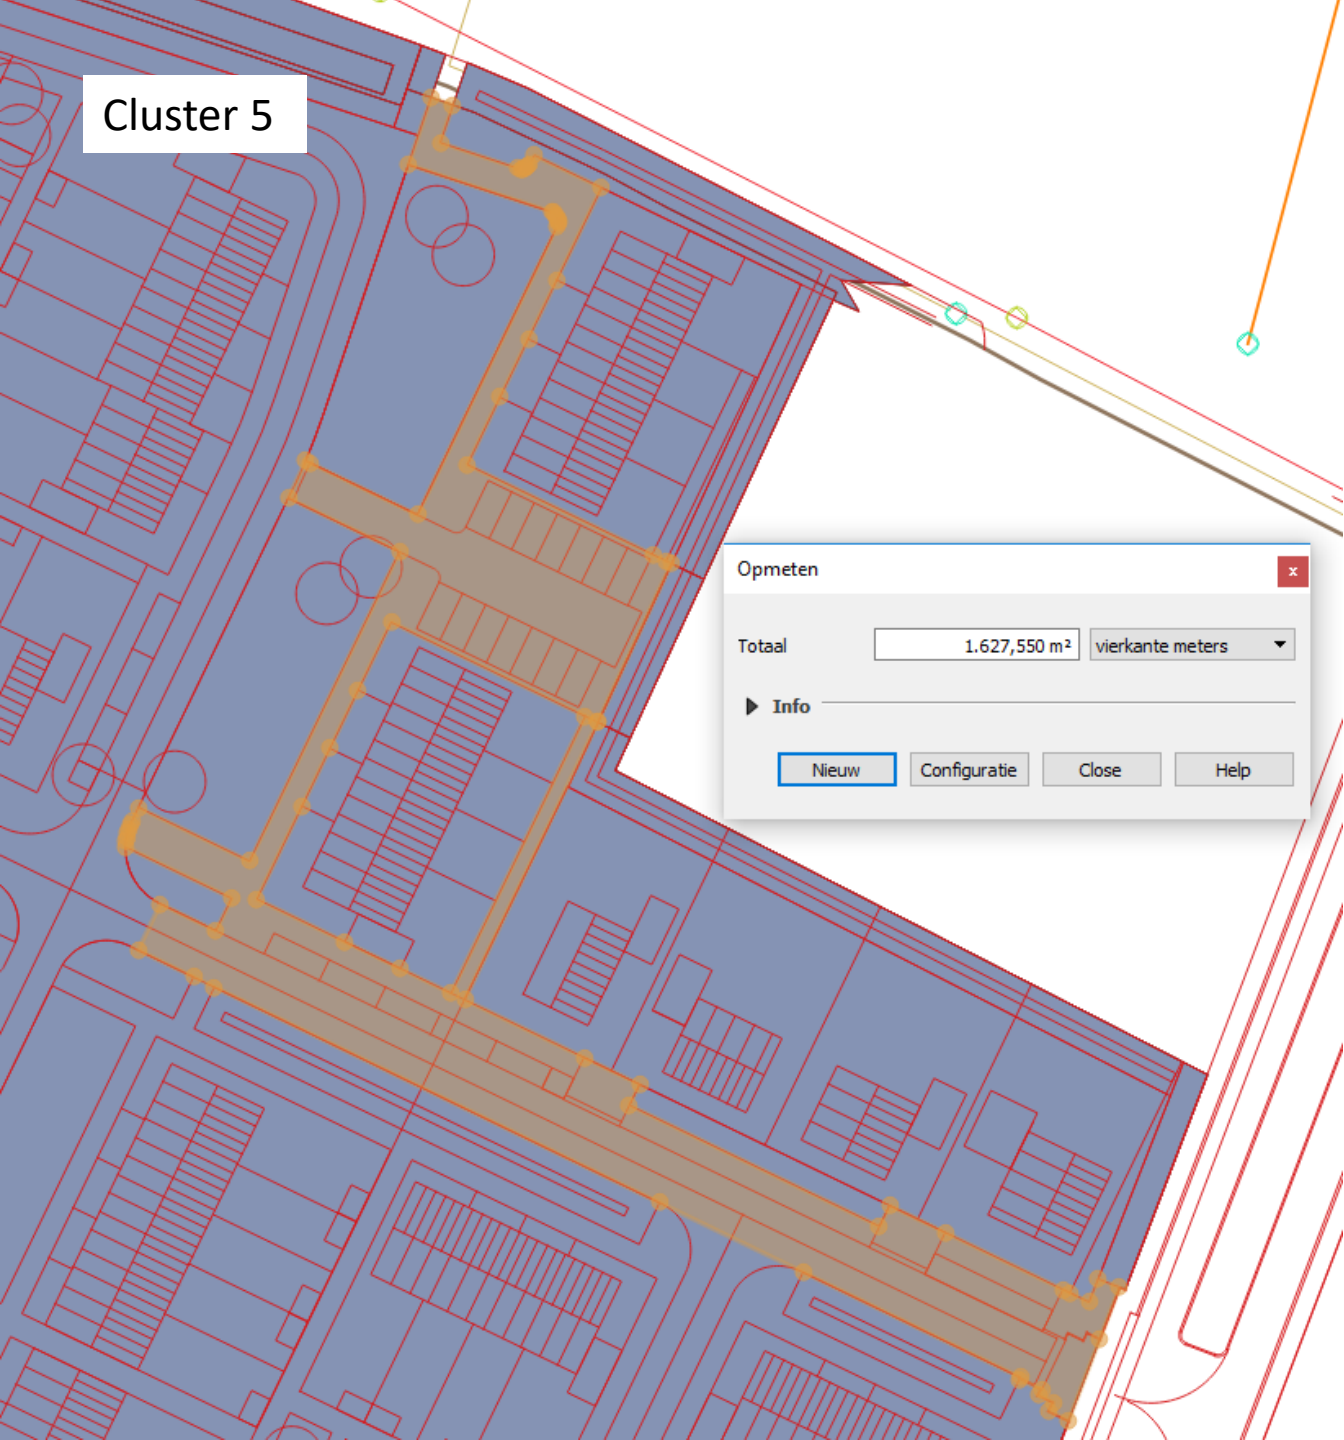 Cluster 5
Opmeten
x
Totaal 1.627,550 m² vierkante meters
Info
Nieuw Configuratie Close Help